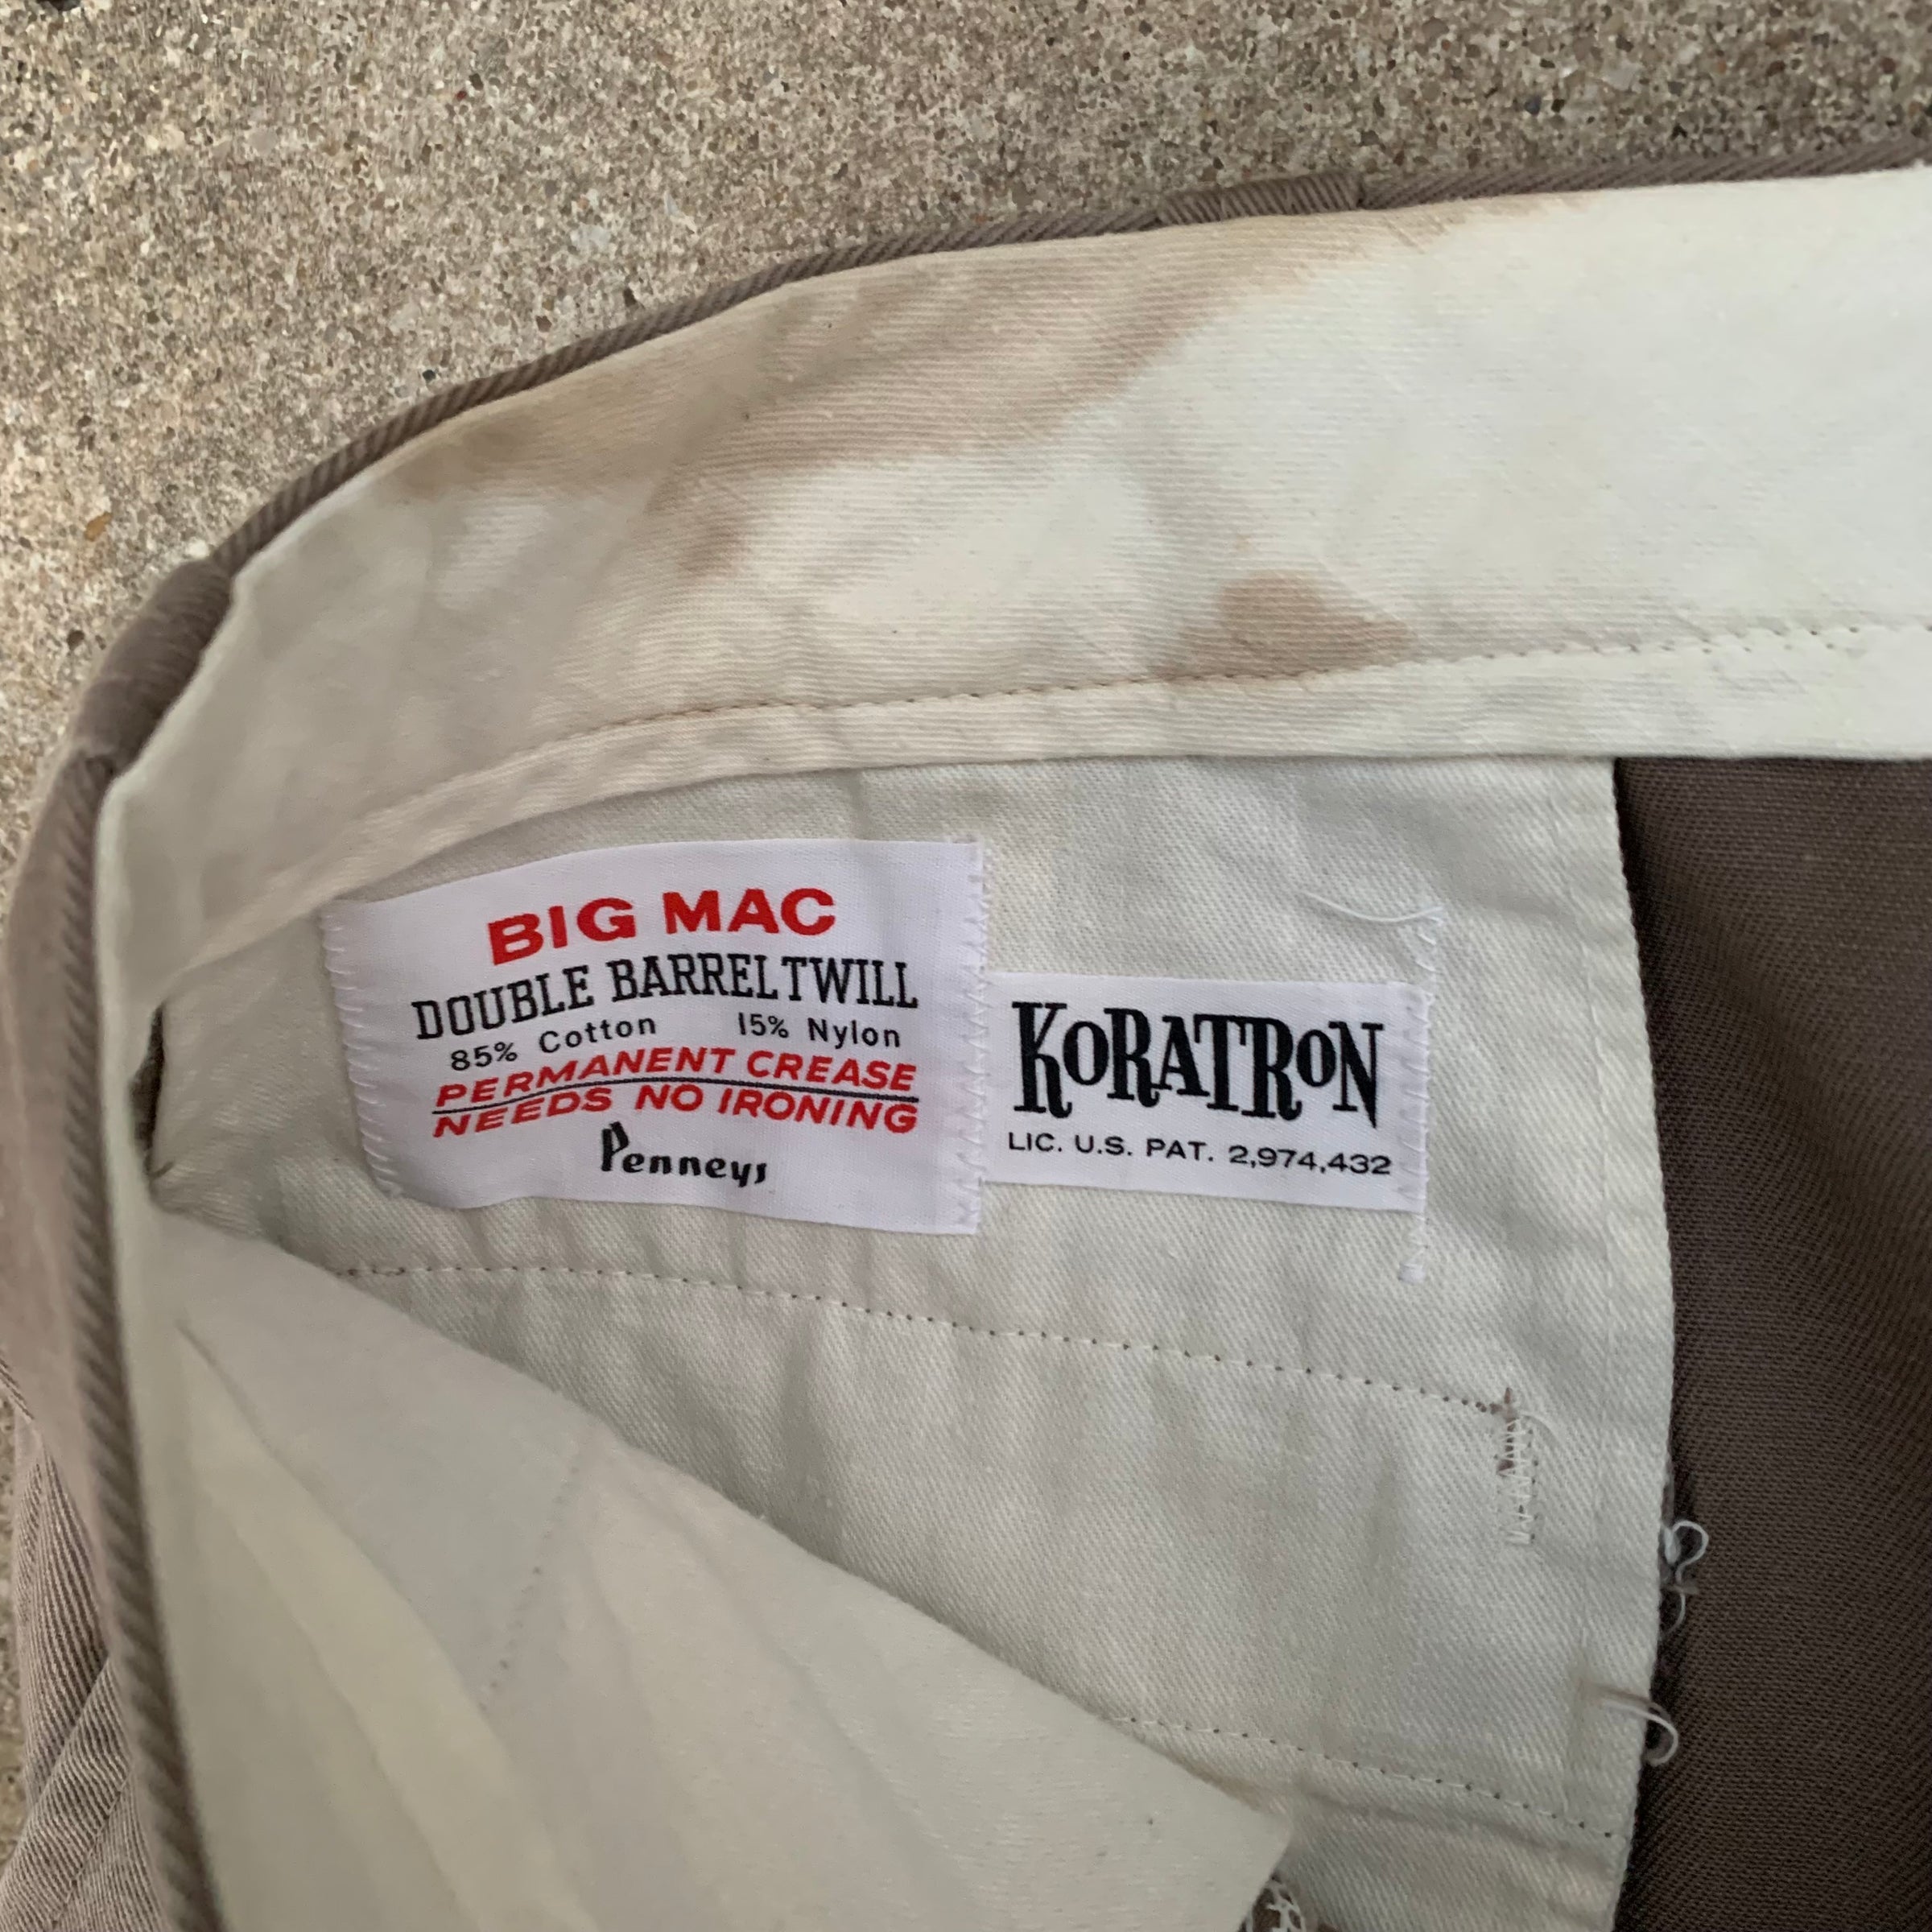 BIG MAC
DOUBLE BARREL TWILL
85% Cotton 15% Nylon
PERMANENT CREASE
NEEDS NO IRONING
Penneys
KORATRON
LIC. U.S. PAT. 2,974,432